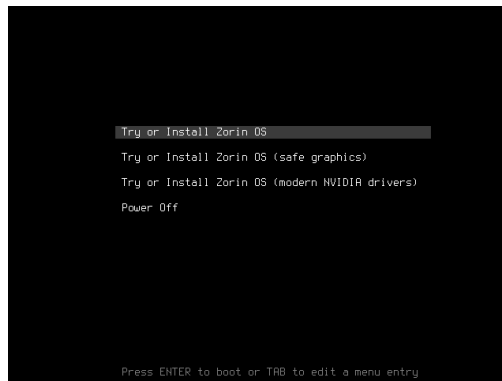 Try or Install Zorin OS
Try or Install Zorin OS (safe graphics)
Try or Install Zorin OS (modern NVIDIA drivers)
Power Off
Press ENTER to boot or TAB to edit a menu entry